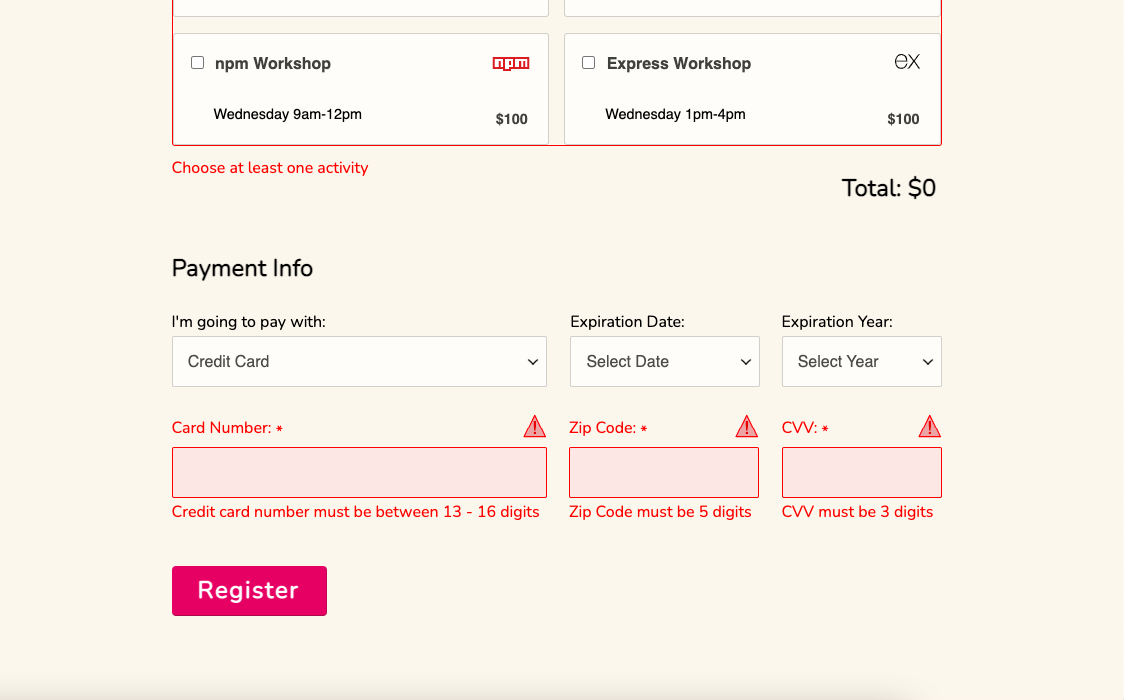 npm Workshop npm Express Workshop ex
Wednesday 9am-12pm $100 Wednesday 1pm-4pm $100
Choose at least one activity
Total: $0
Payment Info
I'm going to pay with: Expiration Date: Expiration Year:
Credit Card Select Date Select Year
Card Number: * Zip Code: * CVV: *
Credit card number must be between 13 - 16 digits Zip Code must be 5 digits CVV must be 3 digits
Register